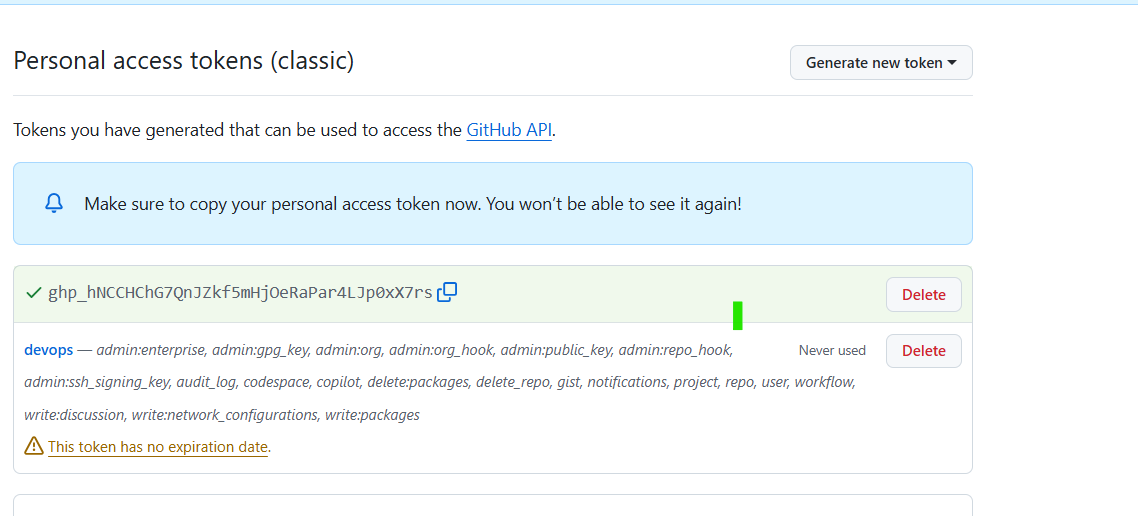 Personal access tokens (classic)
Generate new token
Tokens you have generated that can be used to access the GitHub API.
Make sure to copy your personal access token now. You won’t be able to see it again!
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
Delete
devops — admin:enterprise, admin:gpg_key, admin:org, admin:org_hook, admin:public_key, admin:repo_hook,
Never used
Delete
admin:ssh_signing_key, audit_log, codespace, copilot, delete:packages, delete_repo, gist, notifications, project, repo, user, workflow,
write:discussion, write:network_configurations, write:packages
This token has no expiration date.